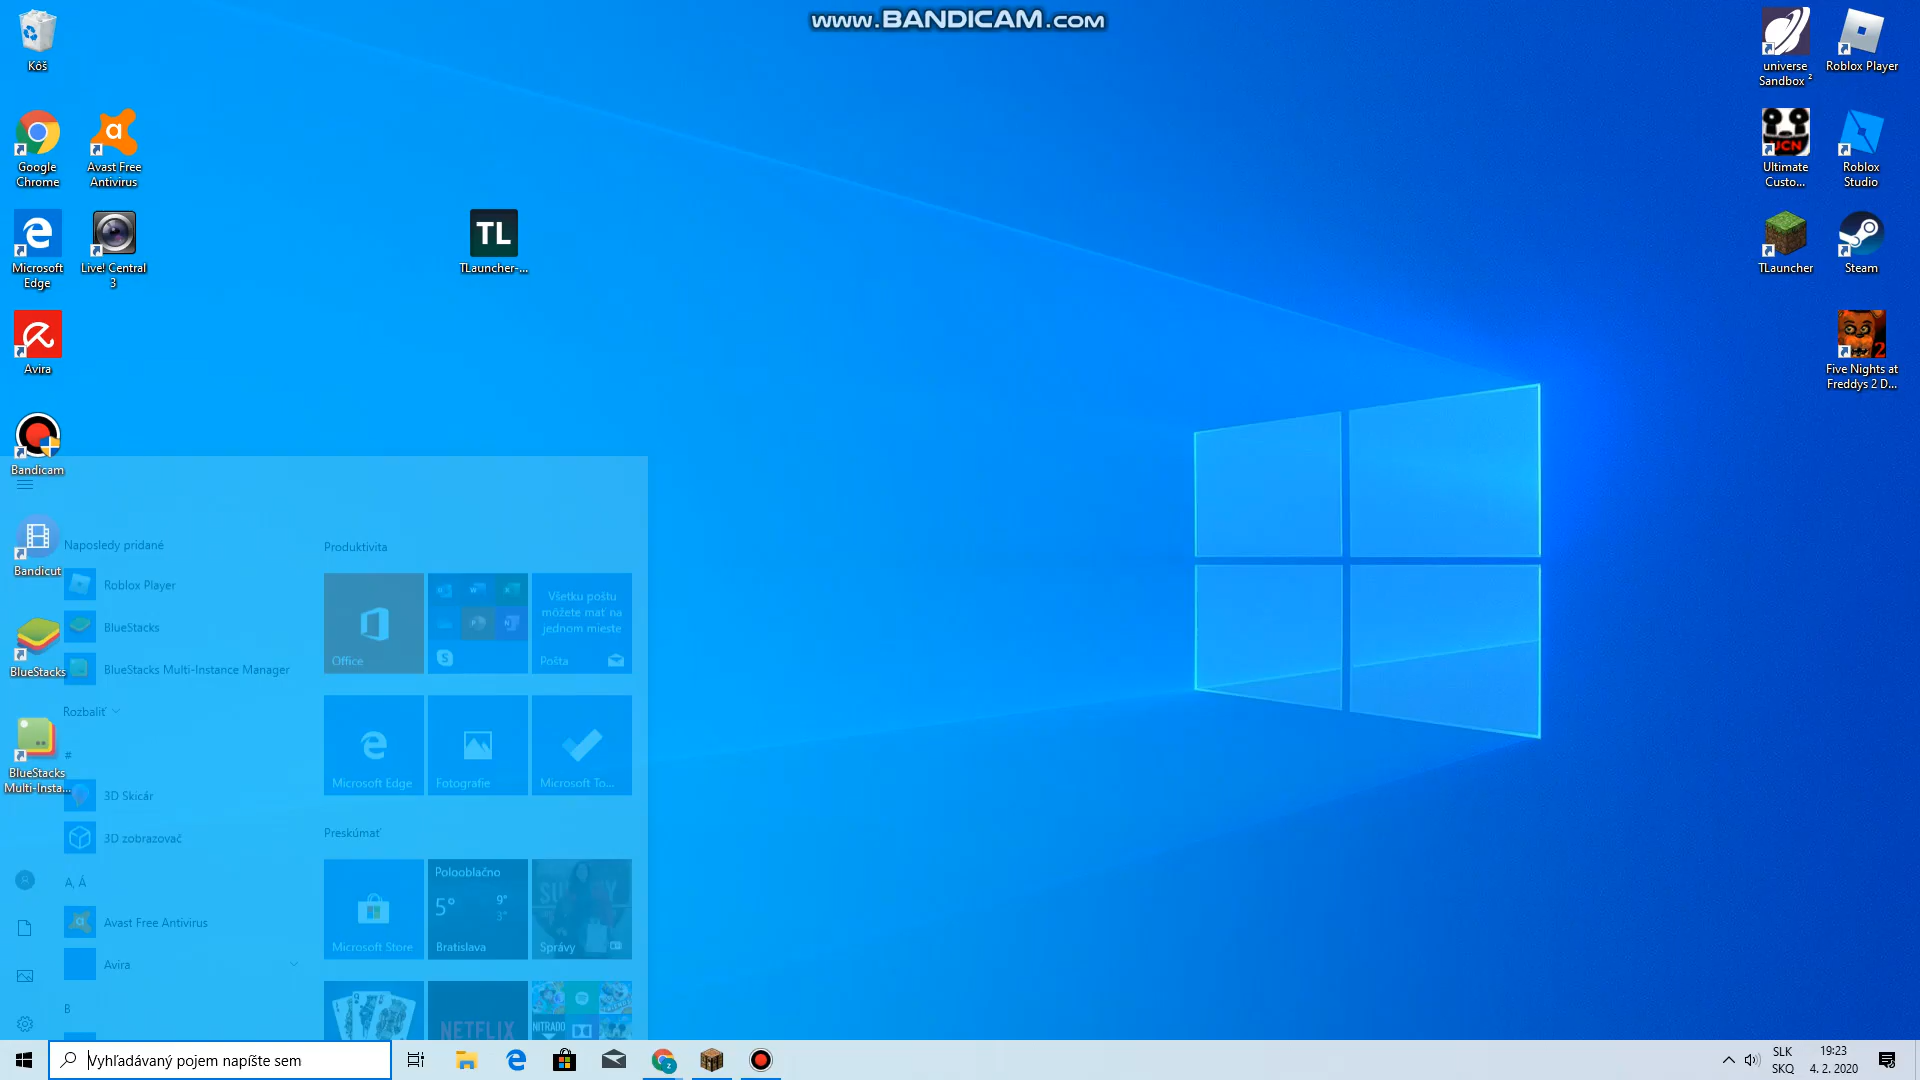 www.BANDICAM.com
Kôš
Google
Chrome
Avast Free
Antivirus
Microsoft
Edge
Live! Central
3
Avira
Bandicam
Bandicut
BlueStacks
BlueStacks
Multi-Insta...
TL
TLauncher-...
universe
Sandbox ²
Roblox Player
UCN
Ultimate
Custo...
Roblox
Studio
TLauncher
Steam
2
Five Nights at
Freddys 2 D...
Naposledy pridané
Roblox Player
BlueStacks
BlueStacks Multi-Instance Manager
Rozbaliť
#
3D Skicár
3D zobrazovač
A, Á
Avast Free Antivirus
Avira
B
Produktivita
Office
Všetku poštu
môžete mať na
jednom mieste
Pošta
Microsoft Edge
Fotografie
Microsoft To...
Preskúmať
Microsoft Store
Polooblačno
5°
9°
3°
Bratislava
Správy
NETFLIX
NITRADO
Vyhľadávaný pojem napíšte sem
SLK
SKQ
19:23
4. 2. 2020